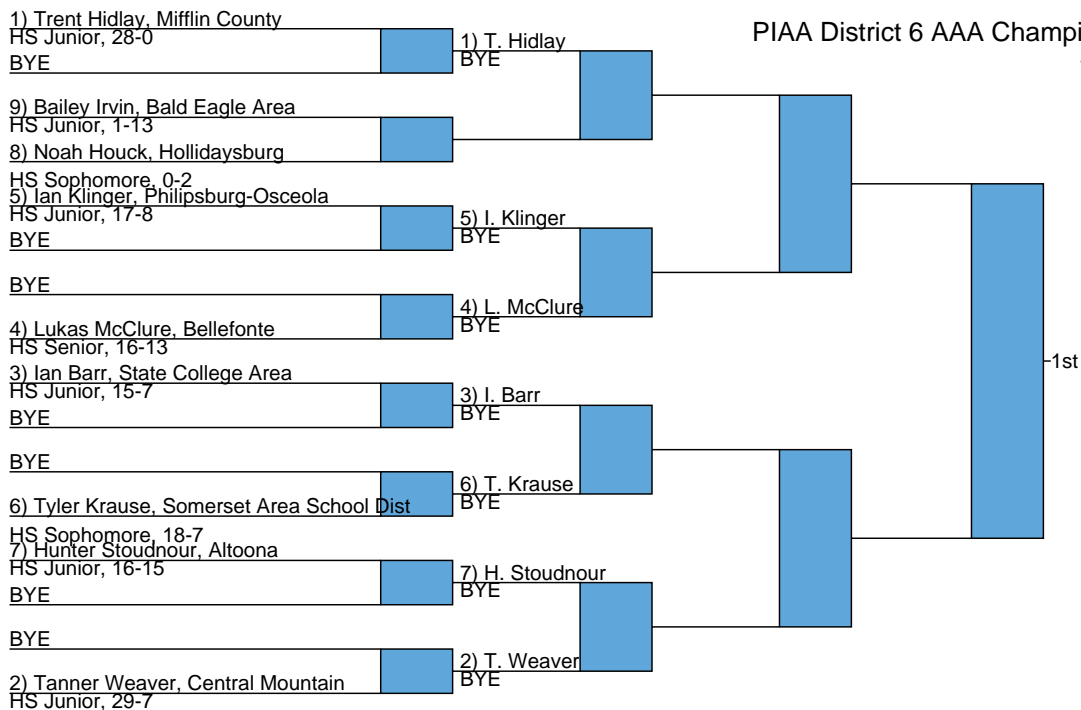 PIAA District 6 AAA Champi
1) Trent Hidlay, Mifflin County
HS Junior, 28-0
BYE
9) Bailey Irvin, Bald Eagle Area
HS Junior, 1-13
8) Noah Houck, Hollidaysburg
HS Sophomore, 0-2
5) Ian Klinger, Philipsburg-Osceola
HS Junior, 17-8
BYE
BYE
4) Lukas McClure, Bellefonte
HS Senior, 16-13
3) Ian Barr, State College Area
HS Junior, 15-7
BYE
BYE
6) Tyler Krause, Somerset Area School Dist
HS Sophomore, 18-7
7) Hunter Stoudnour, Altoona
HS Junior, 16-15
BYE
BYE
2) Tanner Weaver, Central Mountain
HS Junior, 29-7
1) T. Hidlay
BYE
5) I. Klinger
BYE
4) L. McClure
BYE
3) I. Barr
BYE
6) T. Krause
BYE
7) H. Stoudnour
BYE
2) T. Weaver
BYE
1st